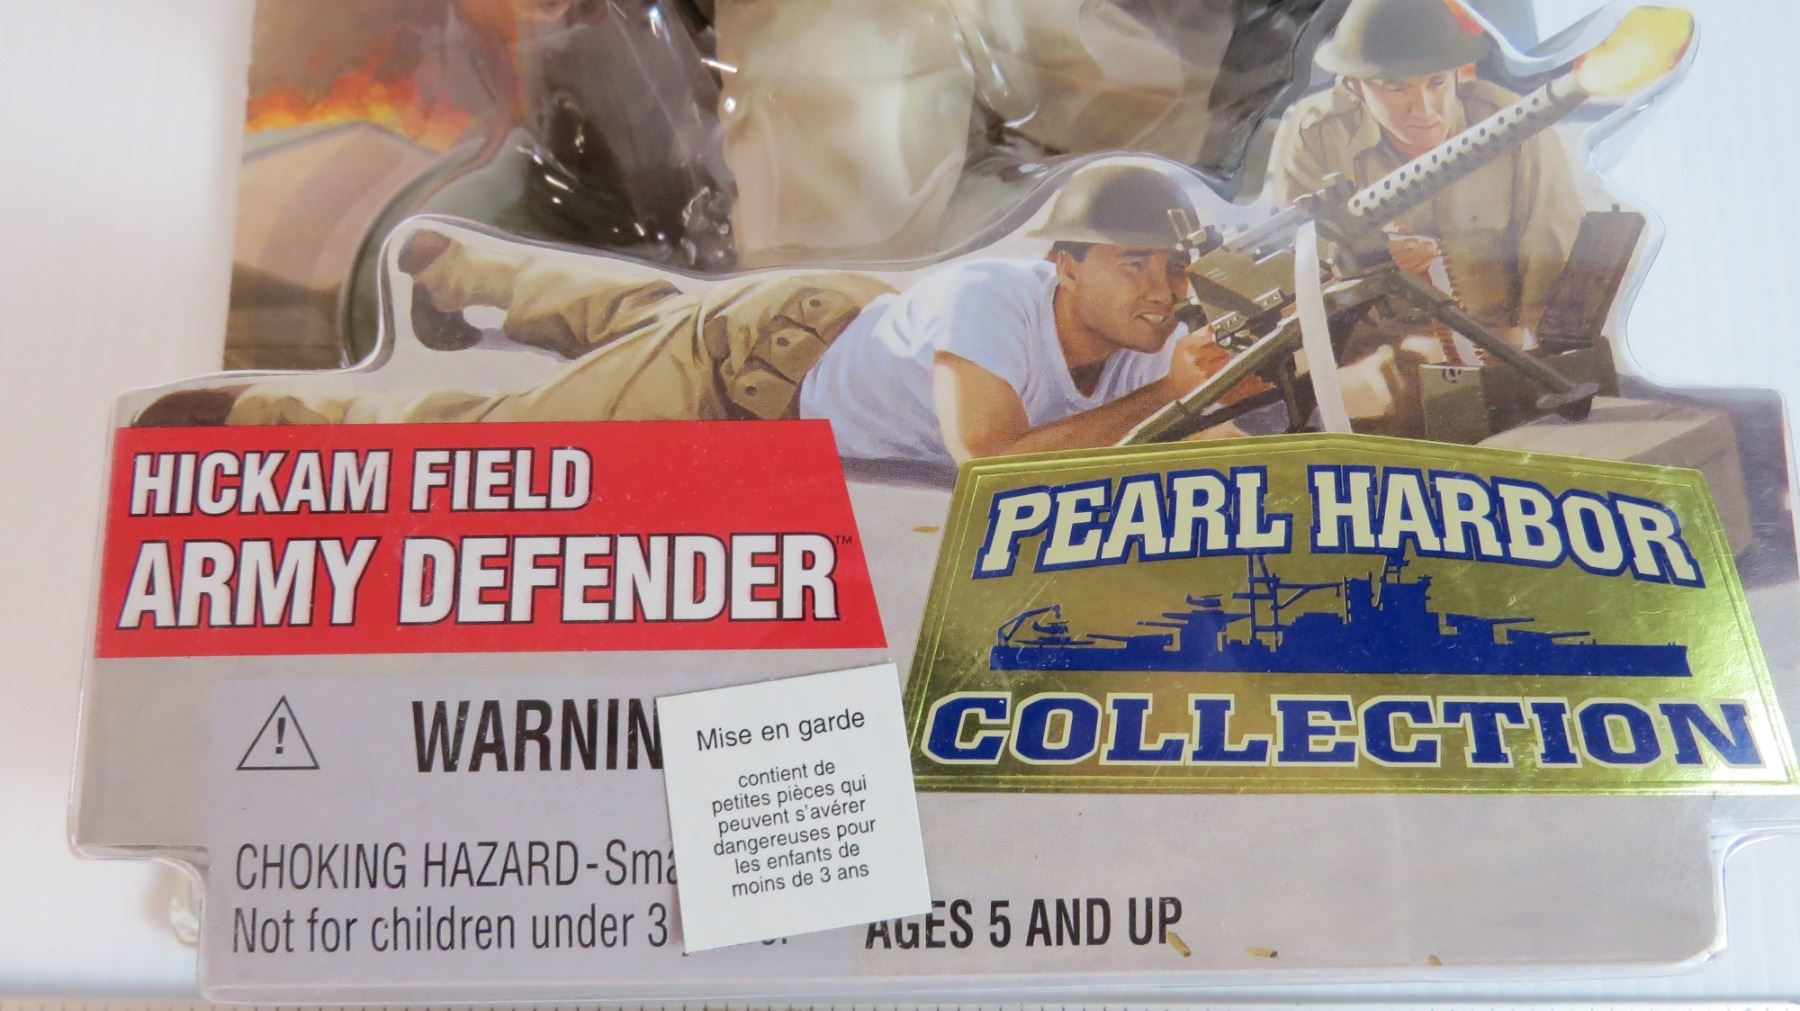 HICKAM FIELD
ARMY DEFENDER™
PEARL HARBOR
COLLECTION
WARNIN
CHOKING HAZARD-Sma
Not for children under 3
Mise en garde
contient de
petites pièces qui
peuvent s'avérer
dangereuses pour
les enfants de
moins de 3 ans
AGES 5 AND UP